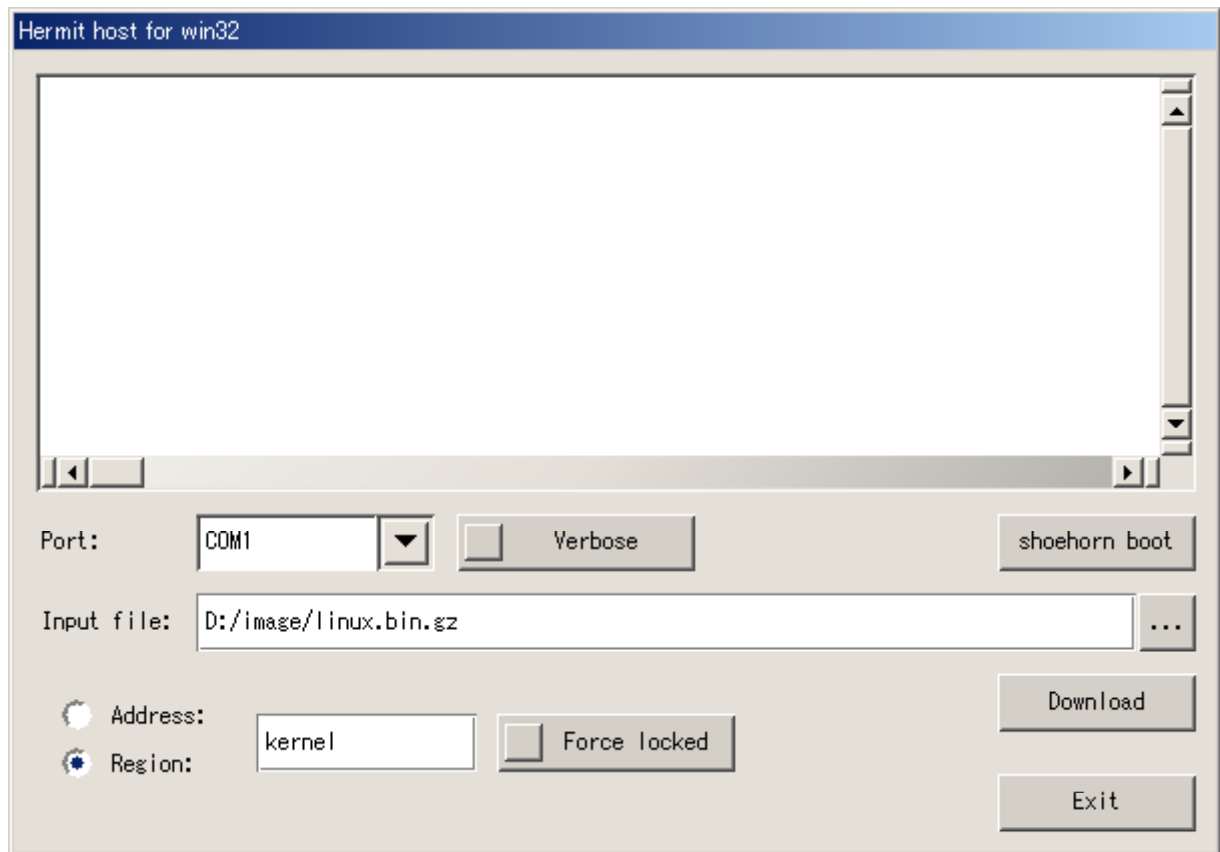 Hermit host for win32
Port: COM1 Verbose shoehorn boot
Input file: D:/image/linux.bin.gz ...
Address:
Region: kernel Force locked
Download
Exit